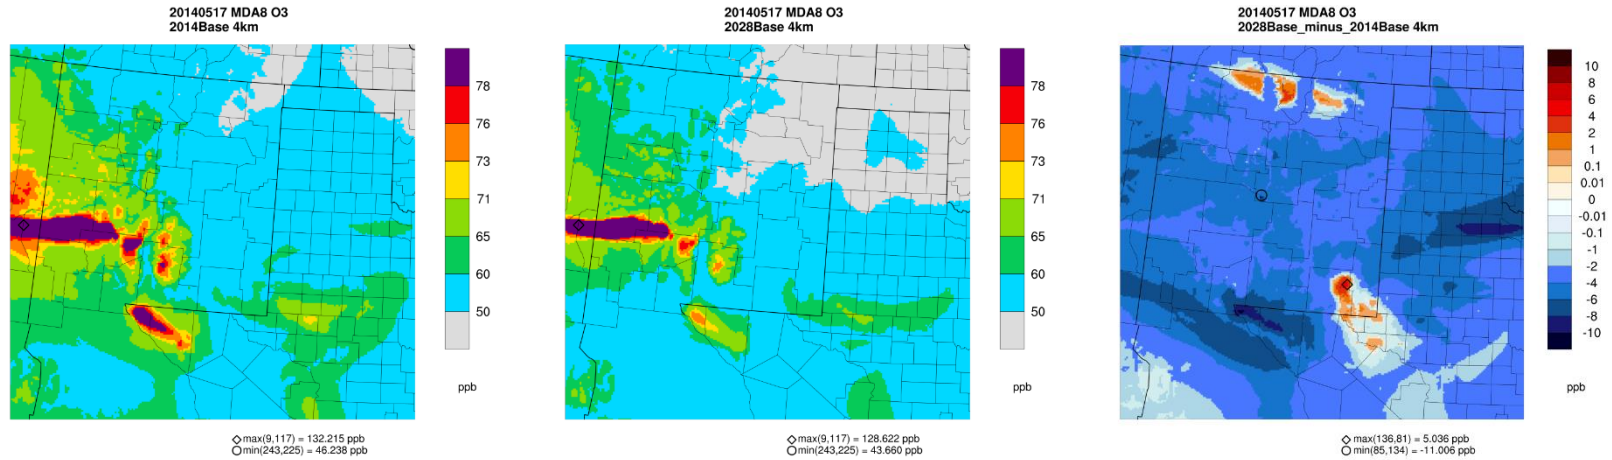 20140517 MDA8 O3
2014Base 4km
78
76
73
71
65
60
50
ppb
max(9,117) = 132.215 ppb
min(243,225) = 46.238 ppb
20140517 MDA8 O3
2028Base 4km
78
76
73
71
65
60
50
ppb
max(9,117) = 128.622 ppb
min(243,225) = 43.660 ppb
20140517 MDA8 O3
2028Base_minus_2014Base 4km
10
8
6
4
2
1
0.1
0.01
0
-0.01
-0.1
-1
-2
-4
-6
-8
-10
ppb
max(136,81) = 5.036 ppb
min(85,134) = -11.006 ppb